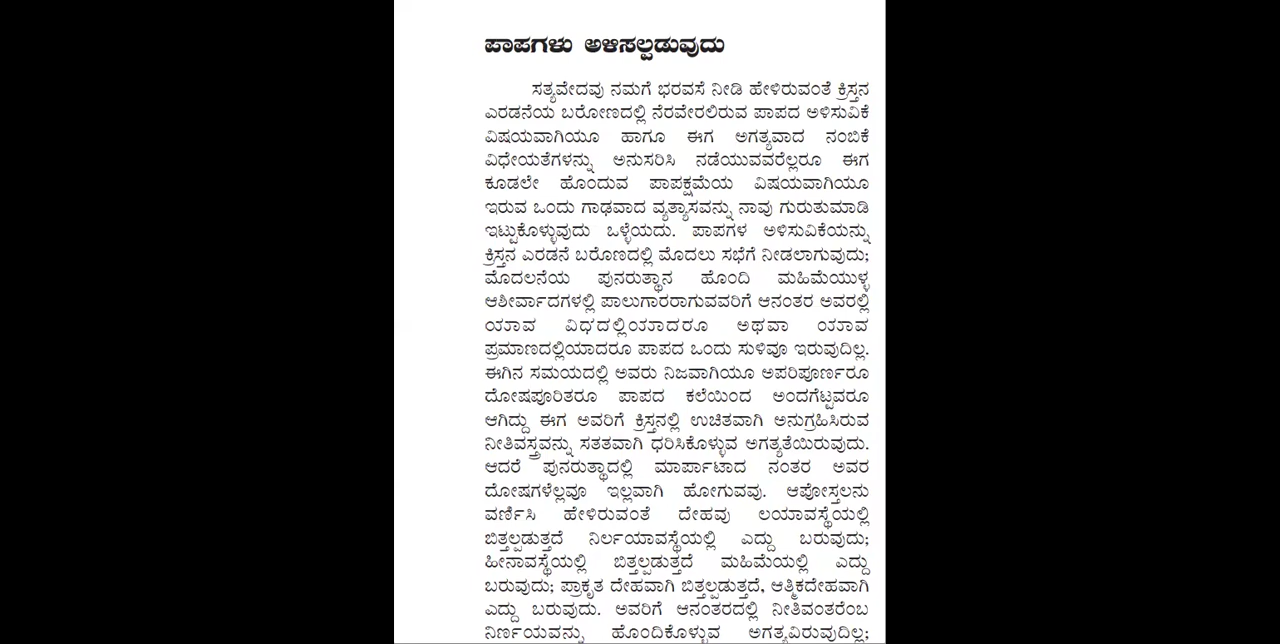 ಪಾಪಗಳು ಅಳಿಸಲ್ಪಡುವುದು
ಸತ್ಯವೇದವು ನಮಗೆ ಭರವಸೆ ನೀಡಿ ಹೇಳಿರುವಂತೆ ಕ್ರಿಸ್ತನ
ಎರಡನೆಯ ಬರೋಣದಲ್ಲಿ ನೆರವೇರಲಿರುವ ಪಾಪದ ಅಳಿಸುವಿಕೆ
ವಿಷಯವಾಗಿಯೂ ಹಾಗೂ ಈಗ ಅಗತ್ಯವಾದ ನಂಬಿಕೆ
ವಿಧೇಯತೆಗಳನ್ನು ಅನುಸರಿಸಿ ನಡೆಯುವವರೆಲ್ಲರೂ ಈಗ
ಕೂಡಲೇ ಹೊಂದುವ ಪಾಪಕ್ಷಮೆಯ ವಿಷಯವಾಗಿಯೂ
ಇರುವ ಒಂದು ಗಾಢವಾದ ವ್ಯತ್ಯಾಸವನ್ನು ನಾವು ಗುರುತುಮಾಡಿ
ಇಟ್ಟುಕೊಳ್ಳುವುದು ಒಳ್ಳೆಯದು. ಪಾಪಗಳ ಅಳಿಸುವಿಕೆಯನ್ನು
ಕ್ರಿಸ್ತನ ಎರಡನೆ ಬರೊಣದಲ್ಲಿ ಮೊದಲು ಸಭೆಗೆ ನೀಡಲಾಗುವುದು;
ಮೊದಲನೆಯ ಪುನರುತ್ಥಾನ ಹೊಂದಿ ಮಹಿಮೆಯುಳ್ಳ
ಆಶೀರ್ವಾದಗಳಲ್ಲಿ ಪಾಲುಗಾರರಾಗುವವರಿಗೆ ಆನಂತರ ಅವರಲ್ಲಿ
ಯಾವ ವಿಧದಲ್ಲಿಯಾದರೂ ಅಥವಾ ಯಾವ
ಪ್ರಮಾಣದಲ್ಲಿಯಾದರೂ ಪಾಪದ ಒಂದು ಸುಳಿವೂ ಇರುವುದಿಲ್ಲ.
ಈಗಿನ ಸಮಯದಲ್ಲಿ ಅವರು ನಿಜವಾಗಿಯೂ ಅಪರಿಪೂರ್ಣರೂ
ದೋಷಪೂರಿತರೂ ಪಾಪದ ಕಲೆಯಿಂದ ಅಂದಗೆಟ್ಟವರೂ
ಆಗಿದ್ದು ಈಗ ಅವರಿಗೆ ಕ್ರಿಸ್ತನಲ್ಲಿ ಉಚಿತವಾಗಿ ಅನುಗ್ರಹಿಸಿರುವ
ನೀತಿವಸ್ತ್ರವನ್ನು ಸತತವಾಗಿ ಧರಿಸಿಕೊಳ್ಳುವ ಅಗತ್ಯತೆಯಿರುವುದು.
ಆದರೆ ಪುನರುತ್ಥಾದಲ್ಲಿ ಮಾರ್ಪಾಟಾದ ನಂತರ ಅವರ
ದೋಷಗಳೆಲ್ಲವೂ ಇಲ್ಲವಾಗಿ ಹೋಗುವವು. ಆಪೋಸ್ತಲನು
ವರ್ಣಿಸಿ ಹೇಳಿರುವಂತೆ ದೇಹವು ಲಯಾವಸ್ಥೆಯಲ್ಲಿ
ಬಿತ್ತಲ್ಪಡುತ್ತದೆ ನಿರ್ಲಯಾವಸ್ಥೆಯಲ್ಲಿ ಎದ್ದು ಬರುವುದು;
ಹೀನಾವಸ್ಥೆಯಲ್ಲಿ ಬಿತ್ತಲ್ಪಡುತ್ತದೆ ಮಹಿಮೆಯಲ್ಲಿ ಎದ್ದು
ಬರುವುದು; ಪ್ರಾಕೃತ ದೇಹವಾಗಿ ಬಿತ್ತಲ್ಪಡುತ್ತದೆ, ಆತ್ಮಿಕದೇಹವಾಗಿ
ಎದ್ದು ಬರುವುದು. ಅವರಿಗೆ ಆನಂತರದಲ್ಲಿ ನೀತಿವಂತರೆಂಬ
ನಿರ್ಣಯವನ್ನು ಹೊಂದಿಕೊಳ್ಳುವ ಅಗತ್ಯವಿರುವುದಿಲ್ಲ;